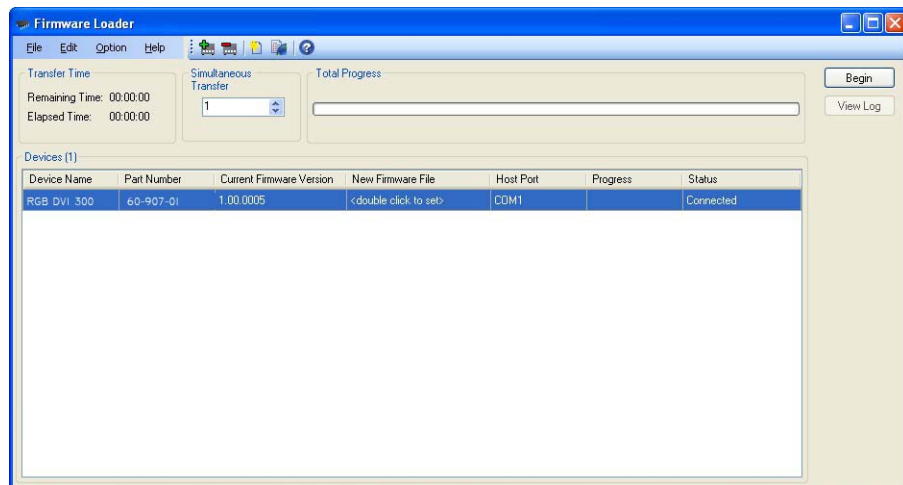 Firmware Loader
File Edit Option Help
Transfer Time
Remaining Time: 00:00:00
Elapsed Time: 00:00:00
Simultaneous
Transfer
1
Total Progress
Begin
View Log
Devices (1)
Device Name Part Number Current Firmware Version New Firmware File Host Port Progress Status
RGB DVI 300 60-907-01 1.00.0005 <double click to set> COM1 Connected